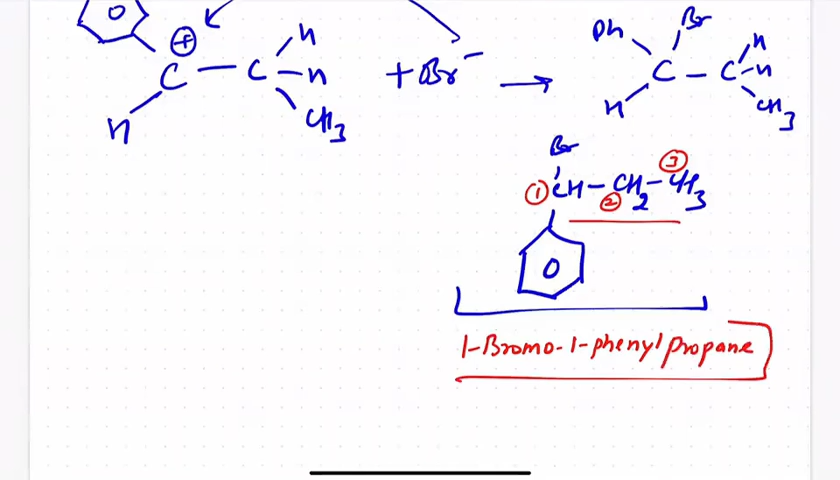 ⊕ H Ph Br H
C — C — H + Br⁻ → C — C — H
H CH3 H CH3
Br
① CH — CH2 — CH3 ③
②
1-Bromo-1-phenyl propane